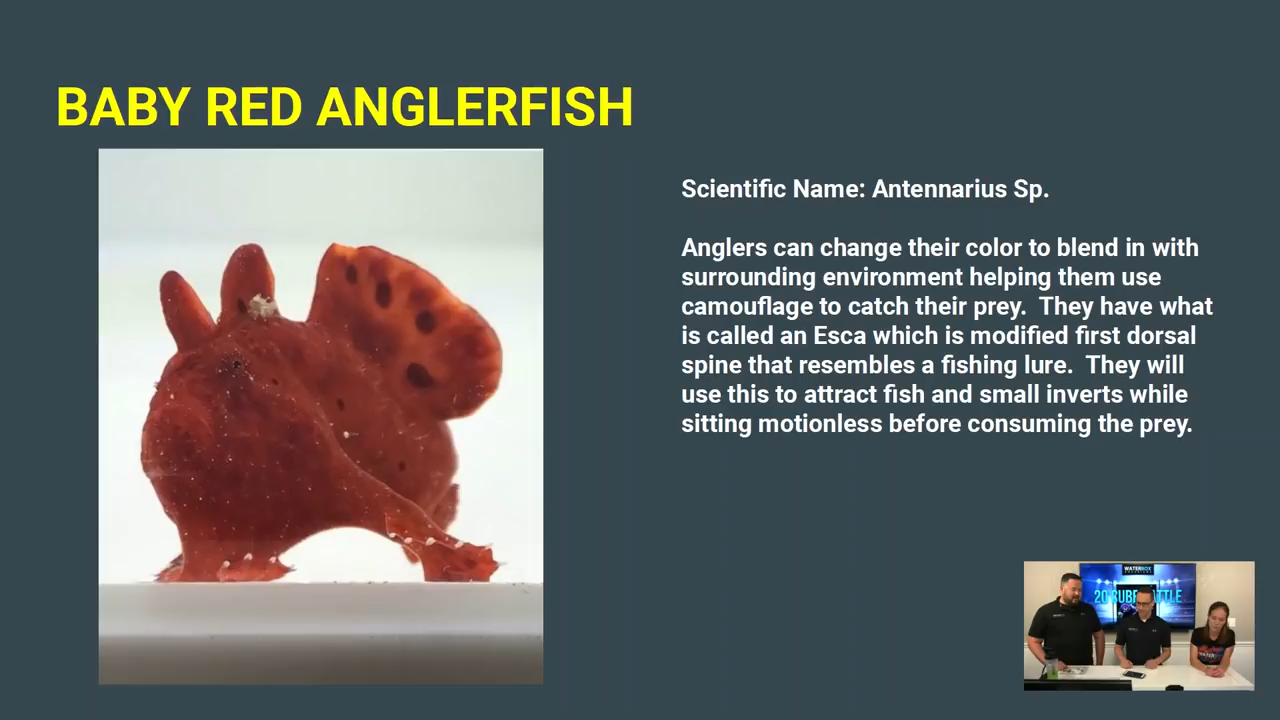 BABY RED ANGLERFISH
Scientific Name: Antennarius Sp.
Anglers can change their color to blend in with
surrounding environment helping them use
camouflage to catch their prey.  They have what
is called an Esca which is modified first dorsal
spine that resembles a fishing lure.  They will
use this to attract fish and small inverts while
sitting motionless before consuming the prey.
WATERBOX
20